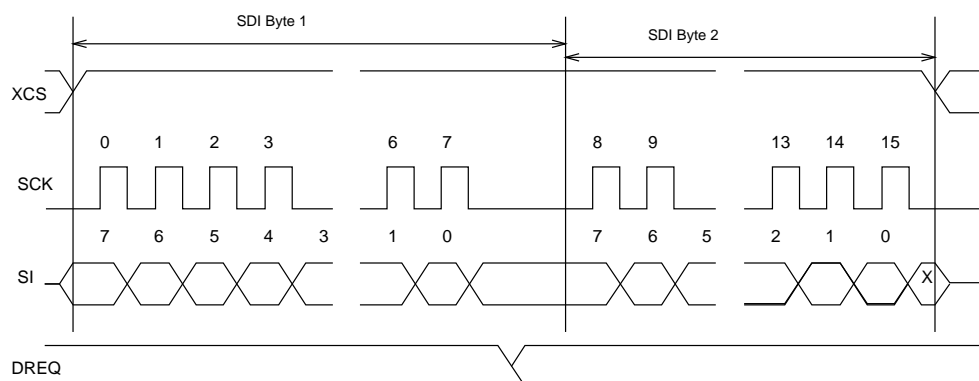 SDI Byte 1
SDI Byte 2
XCS
0 1 2 3 6 7 8 9 13 14 15
SCK
7 6 5 4 3 1 0 7 6 5 2 1 0
SI X
DREQ